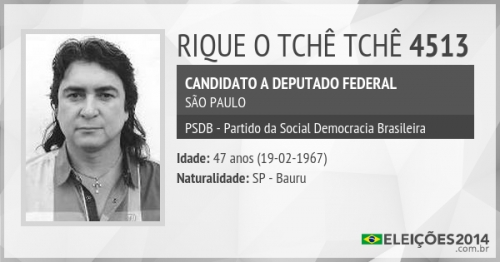 RIQUE O TCHÊ TCHÊ 4513
CANDIDATO A DEPUTADO FEDERAL
SÃO PAULO
PSDB - Partido da Social Democracia Brasileira
Idade: 47 anos (19-02-1967)
Naturalidade: SP - Bauru
ELEIÇÕES2014
.com.br